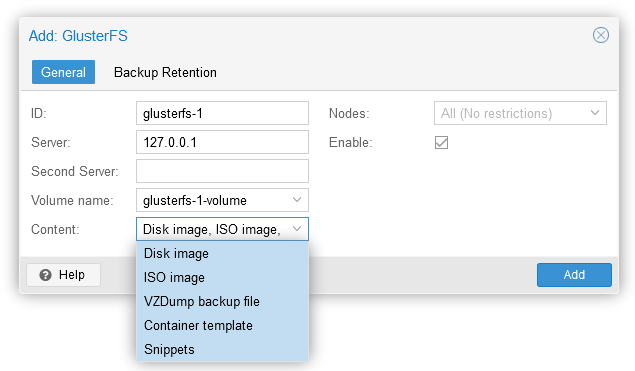 Add: GlusterFS
General Backup Retention
ID: glusterfs-1 Nodes: All (No restrictions)
Server: 127.0.0.1 Enable:
Second Server:
Volume name: glusterfs-1-volume
Content: Disk image, ISO image,
Disk image
ISO image
VZDump backup file
Container template
Snippets
Help Add